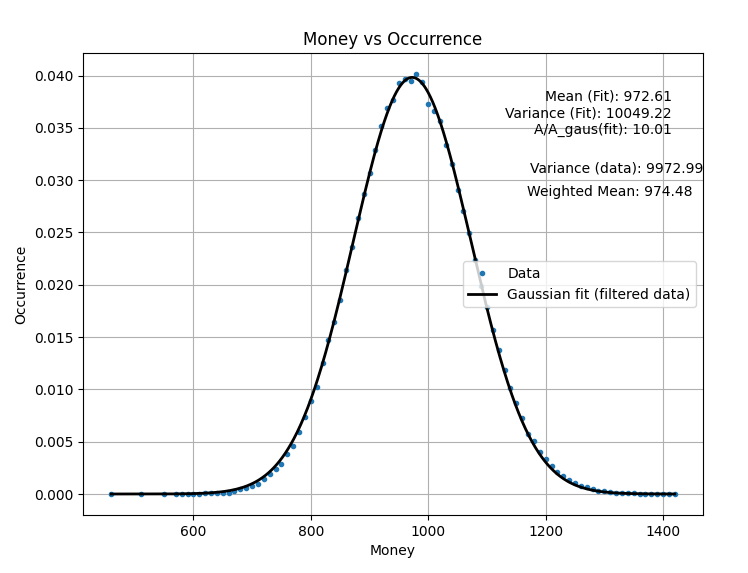 Money vs Occurrence
0.040
0.035
0.030
0.025
0.020
0.015
0.010
0.005
0.000
Occurrence
Mean (Fit): 972.61
Variance (Fit): 10049.22
A/A_gaus(fit): 10.01
Variance (data): 9972.99
Weighted Mean: 974.48
Data
Gaussian fit (filtered data)
600 800 1000 1200 1400
Money